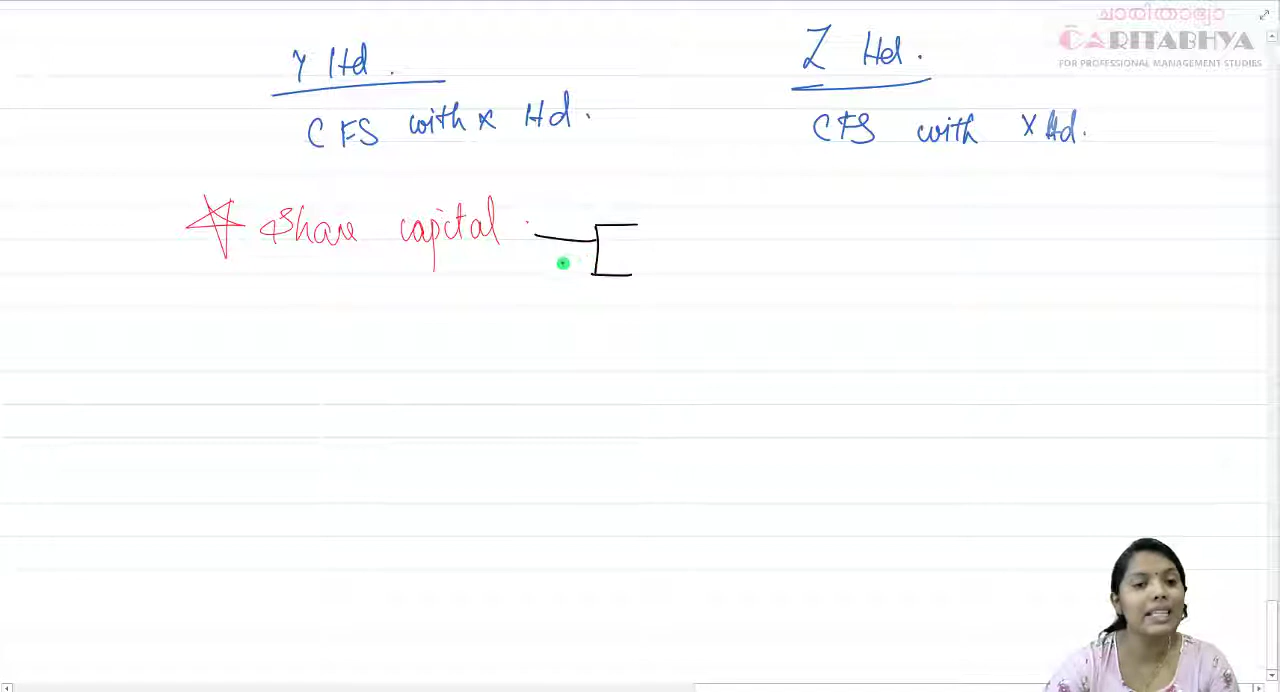 ചാരിതാഭ്യാ
CARITABHYA
FOR PROFESSIONAL MANAGEMENT STUDIES
Y ltd.
CFS with X ltd.
Z ltd.
CFS with X ltd.
Share capital